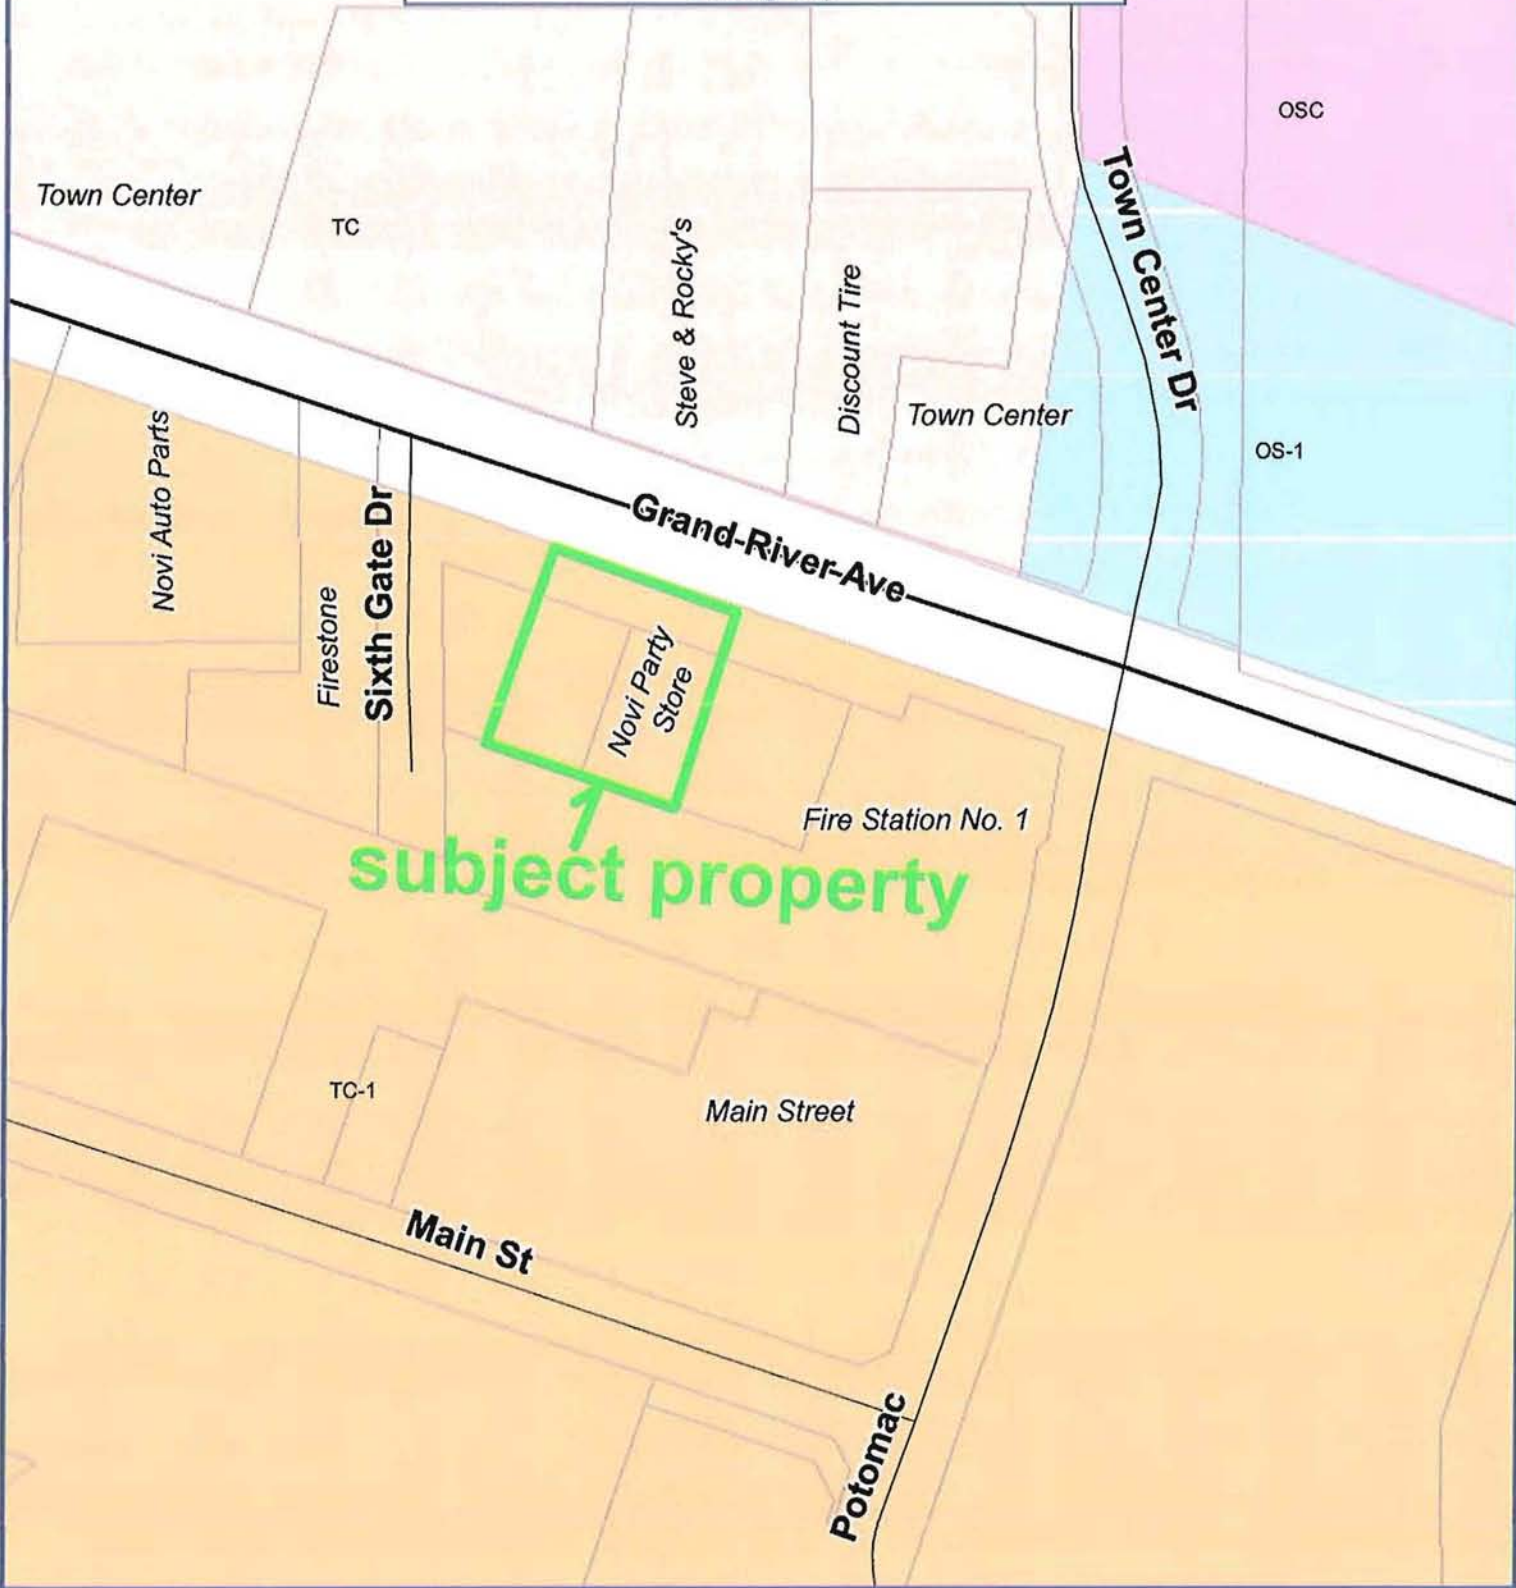 OSC
Town Center
TC
Steve & Rocky's
Discount Tire
Town Center Dr
Town Center
OS-1
Novi Auto Parts
Firestone
Sixth Gate Dr
Grand-River-Ave
Novi Party
Store
Fire Station No. 1
subject property
TC-1
Main Street
Main St
Potomac